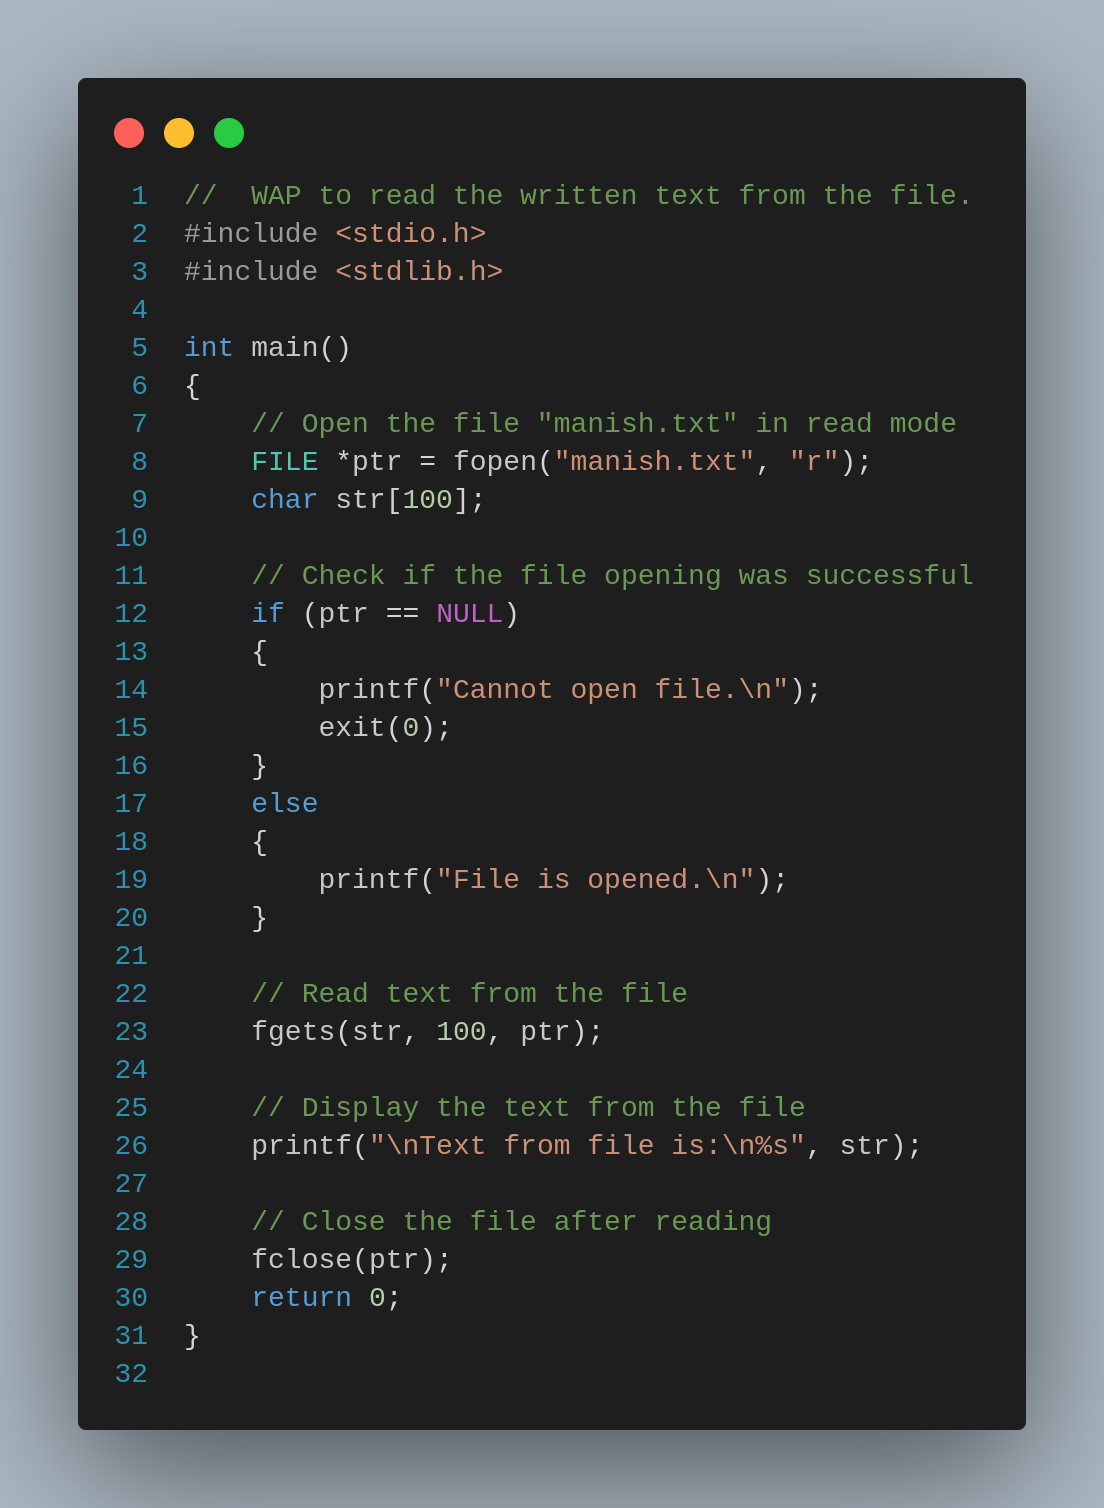 1 //  WAP to read the written text from the file.
2 #include <stdio.h>
3 #include <stdlib.h>
4
5 int main()
6 {
7     // Open the file "manish.txt" in read mode
8     FILE *ptr = fopen("manish.txt", "r");
9     char str[100];
10
11     // Check if the file opening was successful
12     if (ptr == NULL)
13     {
14         printf("Cannot open file.\n");
15         exit(0);
16     }
17     else
18     {
19         printf("File is opened.\n");
20     }
21
22     // Read text from the file
23     fgets(str, 100, ptr);
24
25     // Display the text from the file
26     printf("\nText from file is:\n%s", str);
27
28     // Close the file after reading
29     fclose(ptr);
30     return 0;
31 }
32